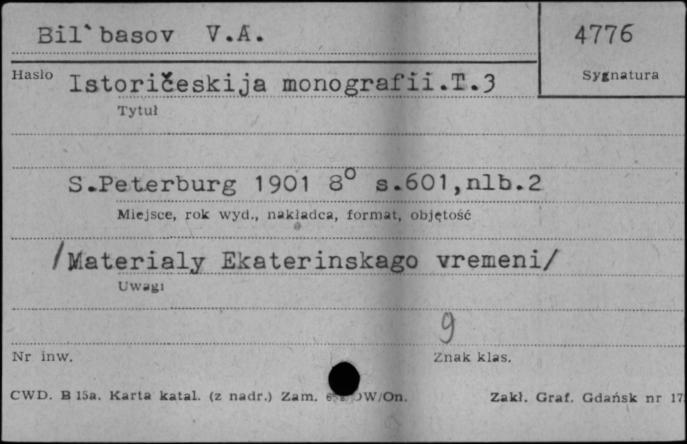 Bil`basov V.A.
4776
Hasło
Istoričeskija monografii.T.3
Sygnatura
Tytuł
S.Peterburg 1901 8° s.601,nlb.2
Miejsce, rok wyd., nakładca, format, objętość
/Materialy Ekaterinskago vremeni/
Uwagi
9
Nr inw.
Znak klas.
CWD. B 15a. Karta katal. (z nadr.) Zam. OW/On.
Zakł. Graf. Gdańsk nr 17